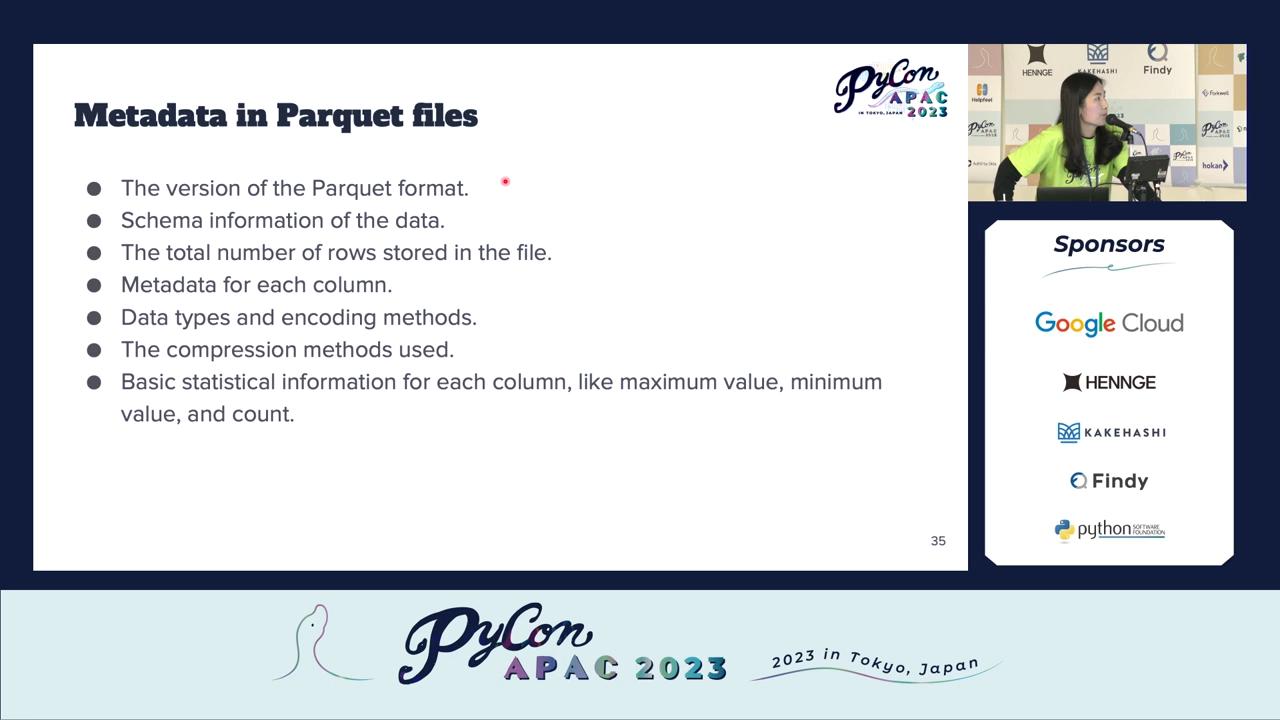 Metadata in Parquet files
PyCon
APAC
2023
IN TOKYO, JAPAN
● The version of the Parquet format.
● Schema information of the data.
● The total number of rows stored in the file.
● Metadata for each column.
● Data types and encoding methods.
● The compression methods used.
● Basic statistical information for each column, like maximum value, minimum
value, and count.
35
HENNGE
KAKEHASHI
Findy
Helpfeel
Forkwell
hokan
Sponsors
Google Cloud
HENNGE
KAKEHASHI
Findy
python SOFTWARE
FOUNDATION
PyCon
APAC 2023
2023 in Tokyo, Japan